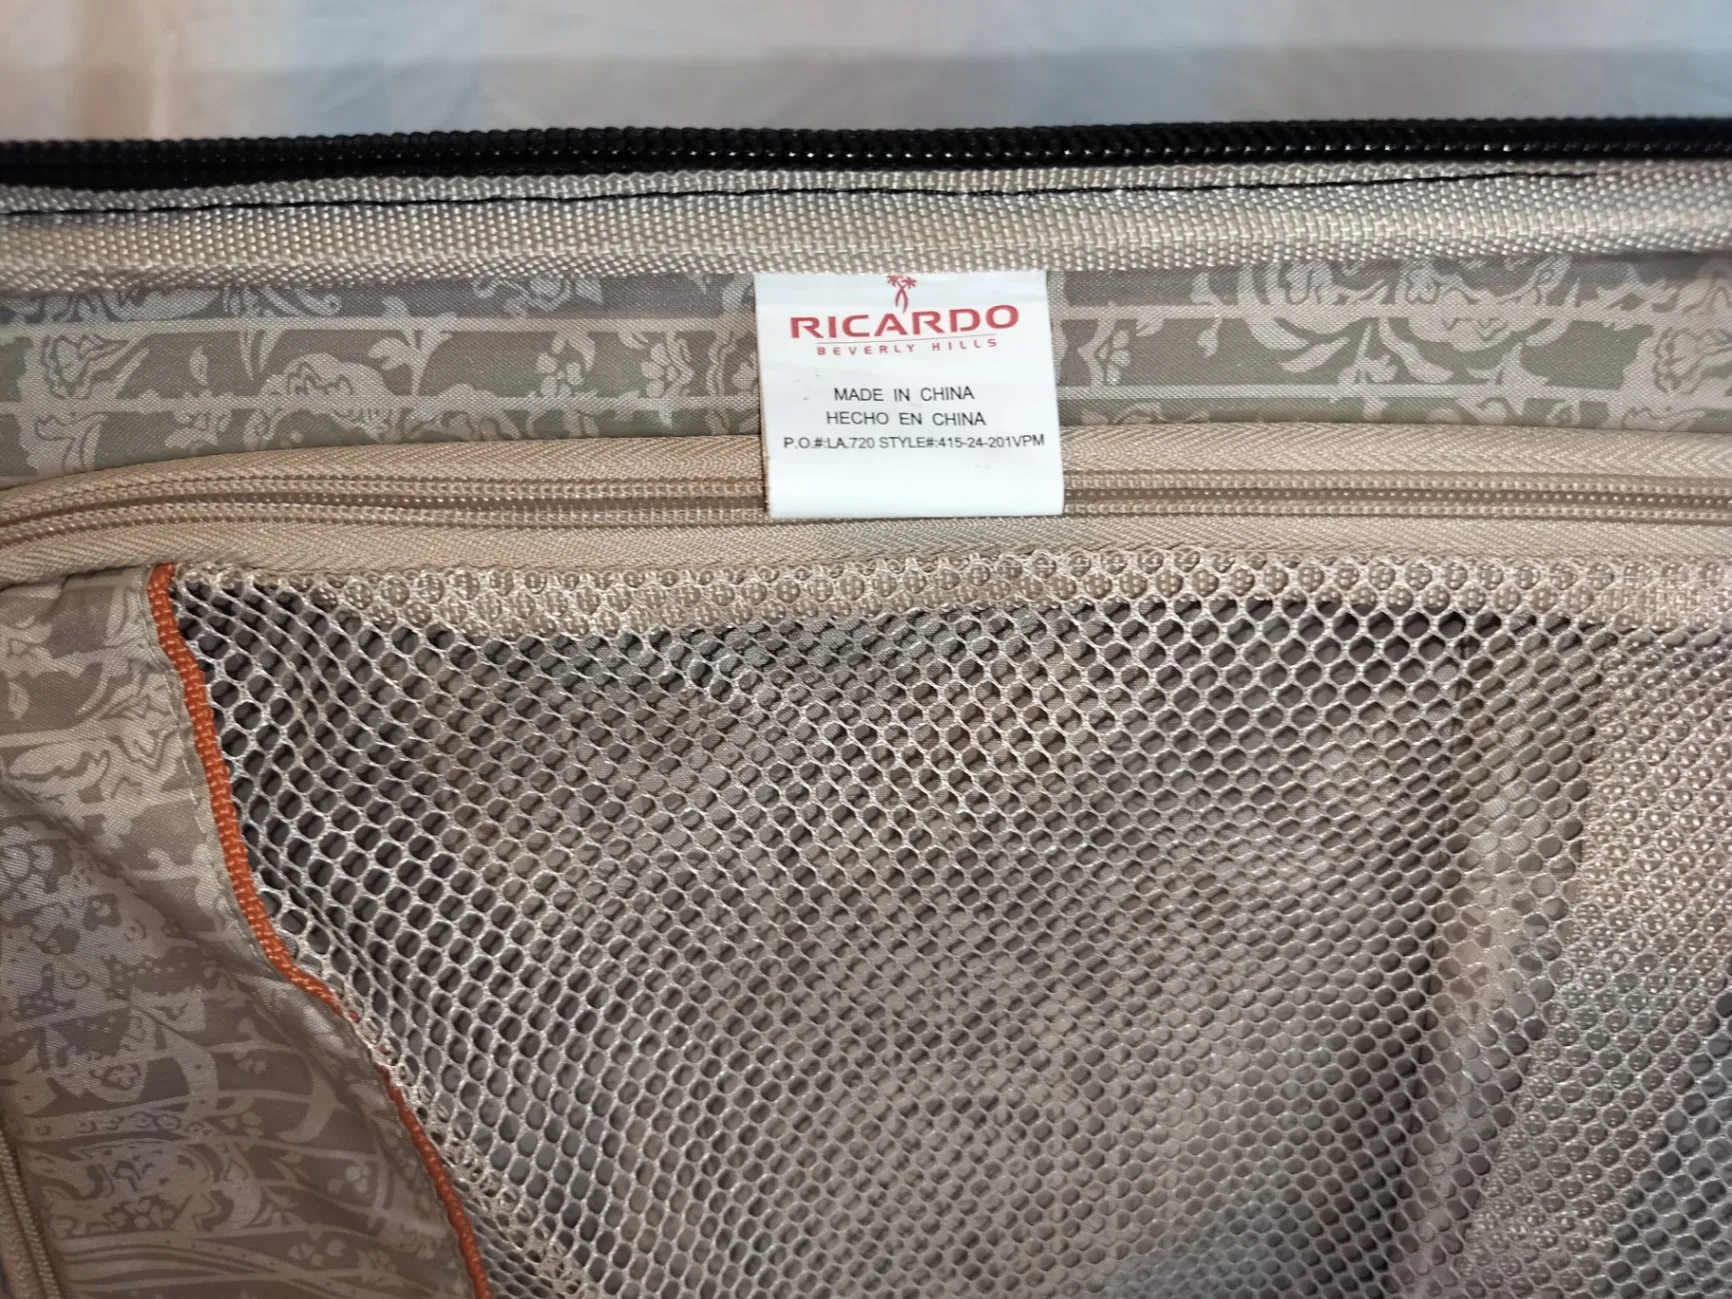 RICARDO
BEVERLY HILLS
MADE IN CHINA
HECHO EN CHINA
P.O.#:LA.720 STYLE#:415-24-201VPM